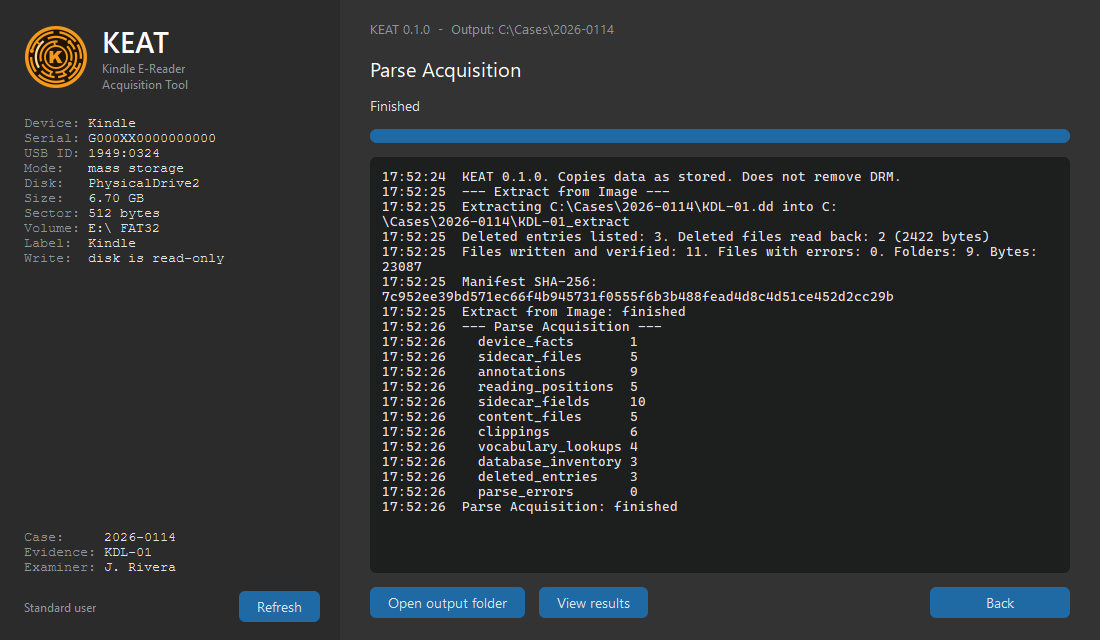 KEAT
Kindle E-Reader
Acquisition Tool
Device: Kindle
Serial: G000XX0000000000
USB ID: 1949:0324
Mode: mass storage
Disk: PhysicalDrive2
Size: 6.70 GB
Sector: 512 bytes
Volume: E:\ FAT32
Label: Kindle
Write: disk is read-only
Case: 2026-0114
Evidence: KDL-01
Examiner: J. Rivera
Standard user
Refresh
KEAT 0.1.0 - Output: C:\Cases\2026-0114
Parse Acquisition
Finished
17:52:24 KEAT 0.1.0. Copies data as stored. Does not remove DRM.
17:52:25 --- Extract from Image ---
17:52:25 Extracting C:\Cases\2026-0114\KDL-01.dd into C:
\Cases\2026-0114\KDL-01_extract
17:52:25 Deleted entries listed: 3. Deleted files read back: 2 (2422 bytes)
17:52:25 Files written and verified: 11. Files with errors: 0. Folders: 9. Bytes:
23087
17:52:25 Manifest SHA-256:
7c952ee39bd571ec66f4b945731f0555f6b3b488fead4d8c4d51ce452d2cc29b
17:52:25 Extract from Image: finished
17:52:26 --- Parse Acquisition ---
17:52:26 device_facts 1
17:52:26 sidecar_files 5
17:52:26 annotations 9
17:52:26 reading_positions 5
17:52:26 sidecar_fields 10
17:52:26 content_files 5
17:52:26 clippings 6
17:52:26 vocabulary_lookups 4
17:52:26 database_inventory 3
17:52:26 deleted_entries 3
17:52:26 parse_errors 0
17:52:26 Parse Acquisition: finished
Open output folder
View results
Back